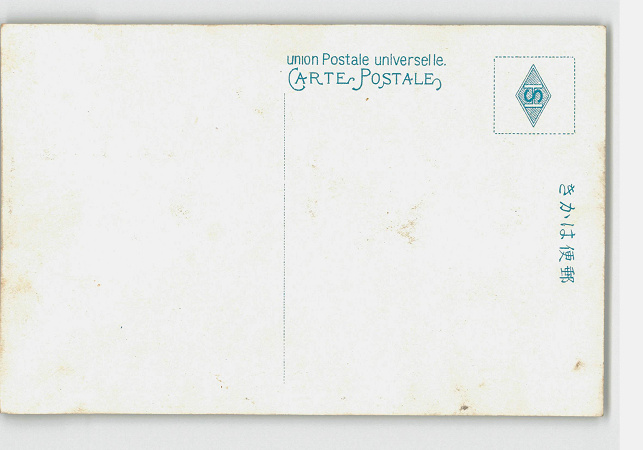 union Postale universelle.
CARTE POSTALE
S
きかは便郵